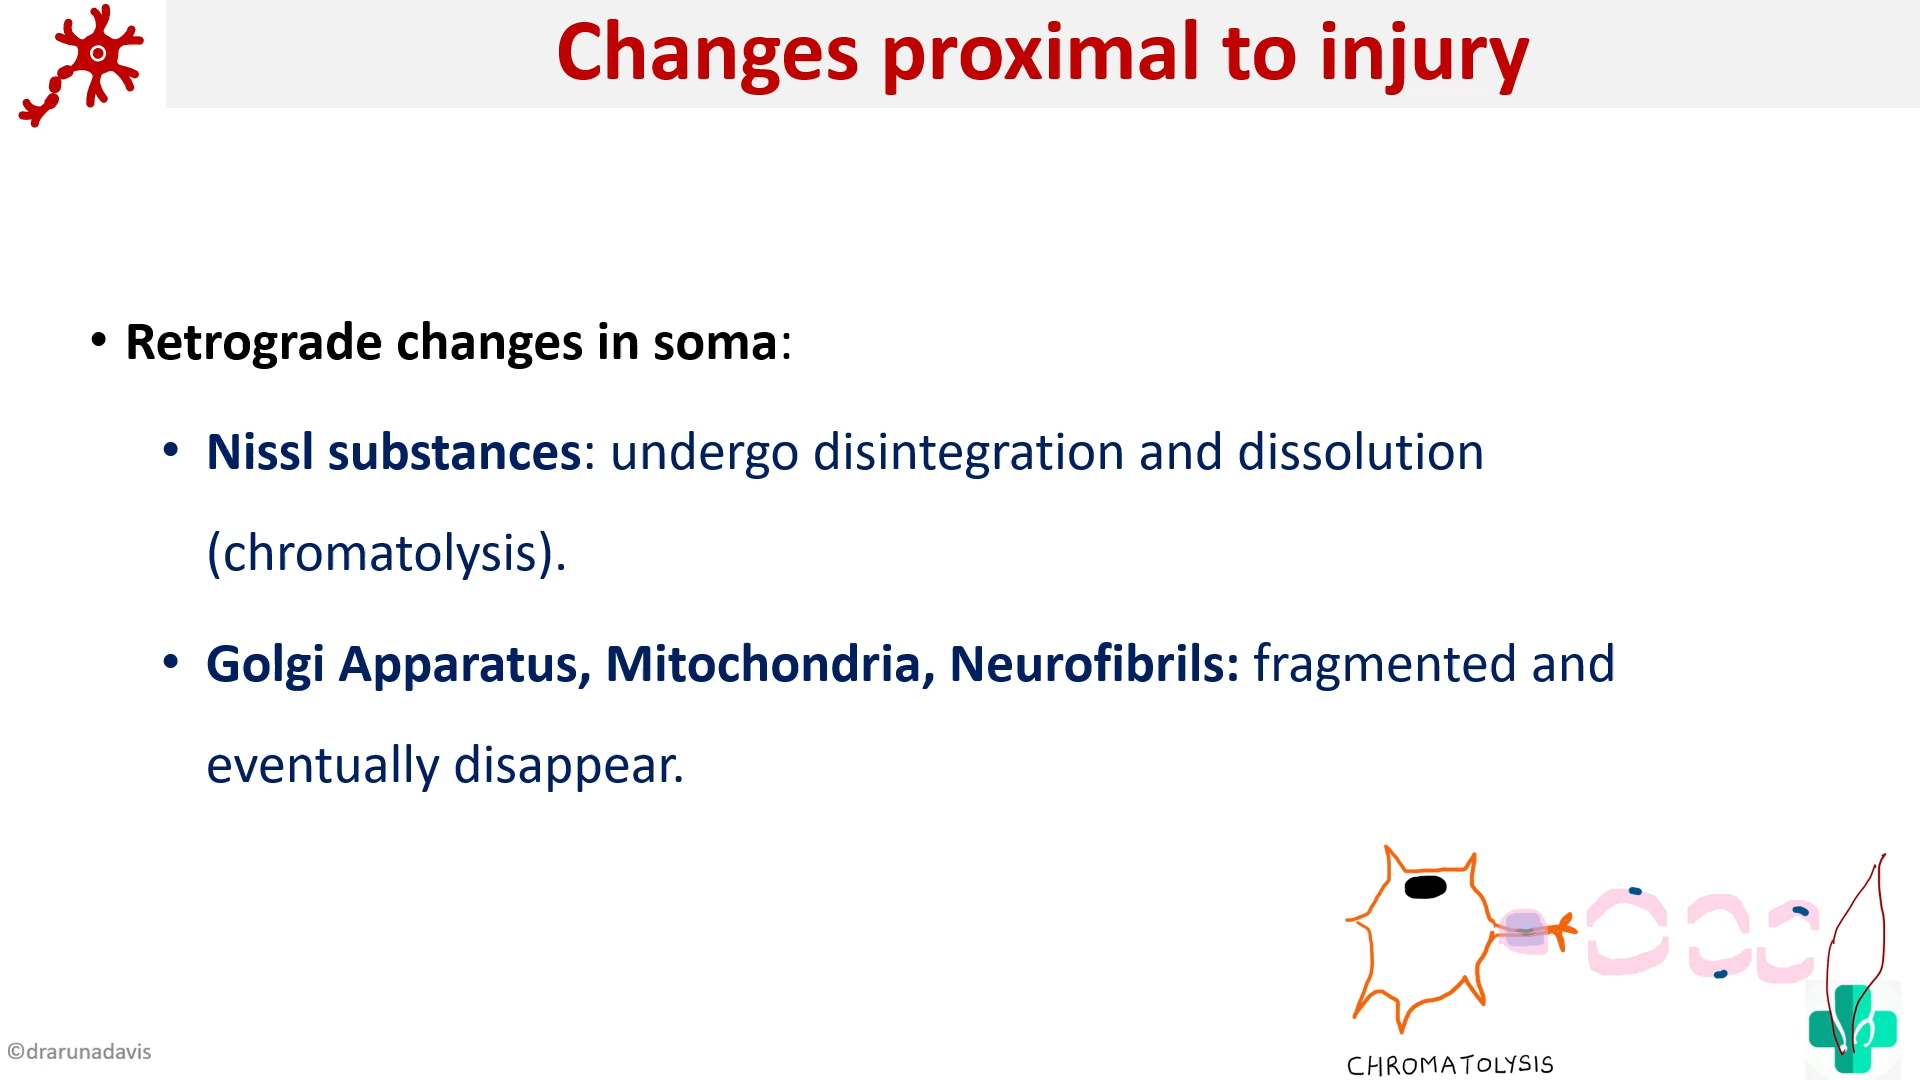 Changes proximal to injury
• Retrograde changes in soma:
• Nissl substances: undergo disintegration and dissolution
(chromatolysis).
• Golgi Apparatus, Mitochondria, Neurofibrils: fragmented and
eventually disappear.
CHROMATOLYSIS
©drarunadavis